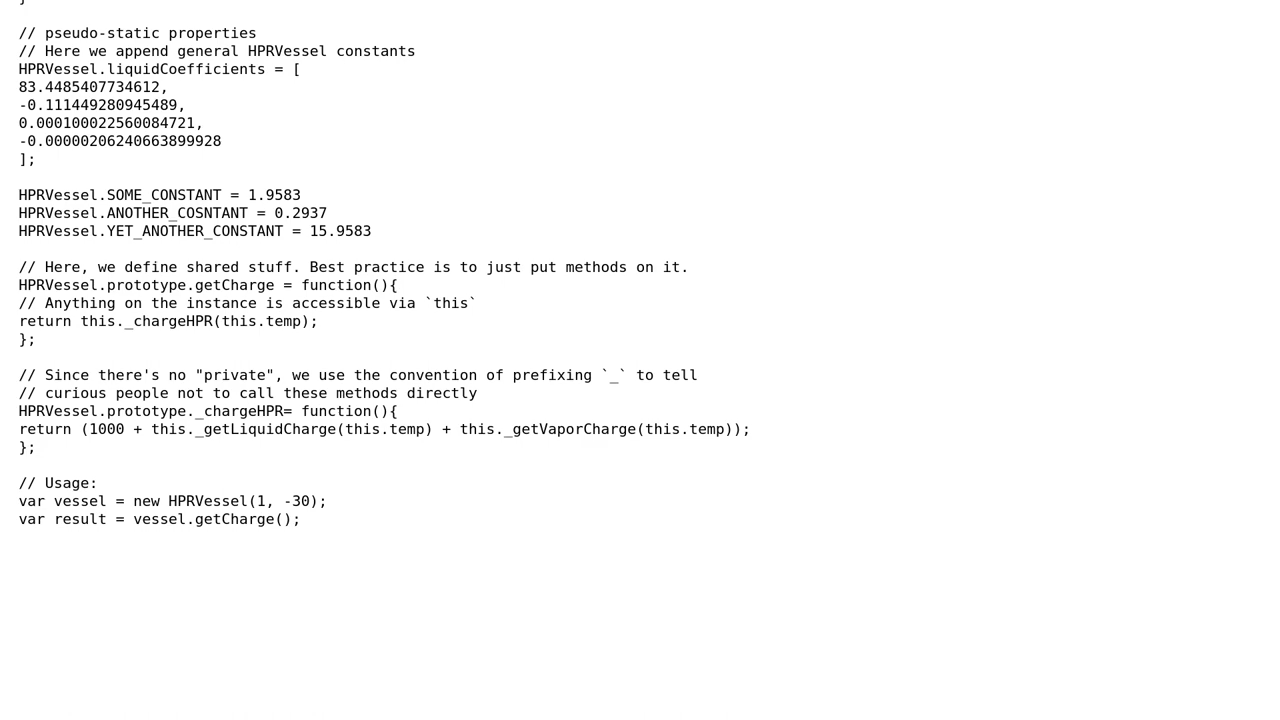 }
// pseudo-static properties
// Here we append general HPRVessel constants
HPRVessel.liquidCoefficients = [
83.4485407734612,
-0.111449280945489,
0.000100022560084721,
-0.00000206240663899928
];
HPRVessel.SOME_CONSTANT = 1.9583
HPRVessel.ANOTHER_COSNTANT = 0.2937
HPRVessel.YET_ANOTHER_CONSTANT = 15.9583
// Here, we define shared stuff. Best practice is to just put methods on it.
HPRVessel.prototype.getCharge = function(){
// Anything on the instance is accessible via `this`
return this._chargeHPR(this.temp);
};
// Since there's no "private", we use the convention of prefixing `_` to tell
// curious people not to call these methods directly
HPRVessel.prototype._chargeHPR= function(){
return (1000 + this._getLiquidCharge(this.temp) + this._getVaporCharge(this.temp));
};
// Usage:
var vessel = new HPRVessel(1, -30);
var result = vessel.getCharge();